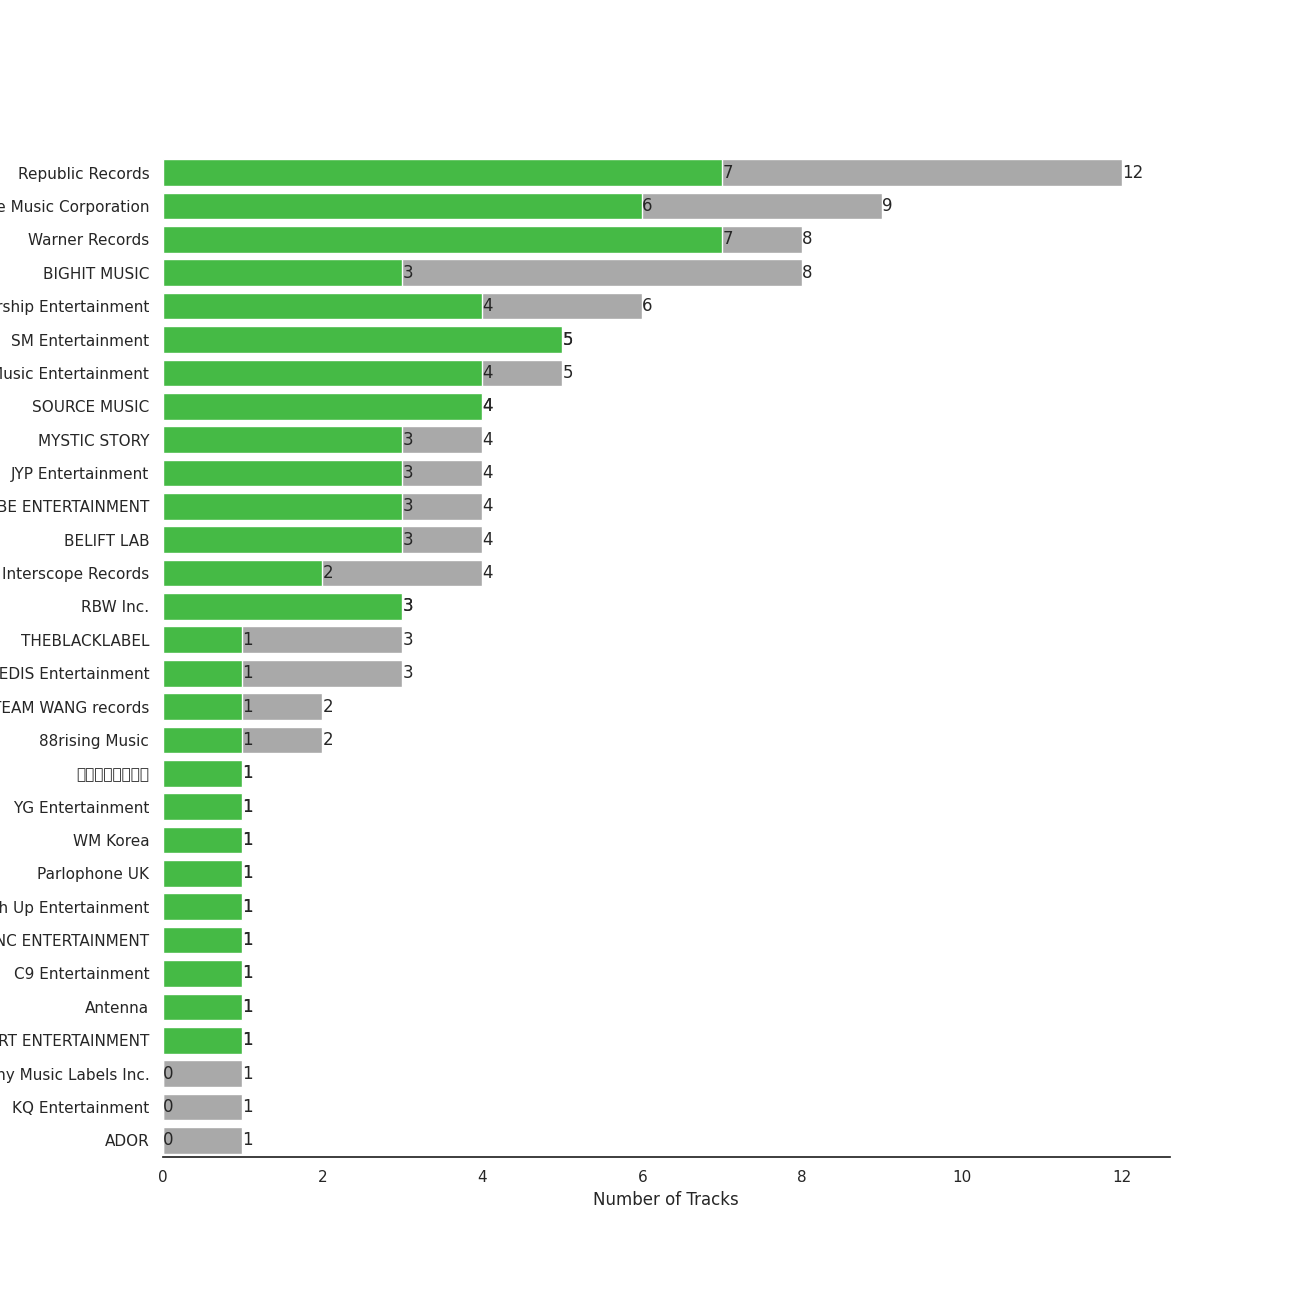 Republic Records 7 12
e Music Corporation 6 9
Warner Records 7 8
BIGHIT MUSIC 3 8
rship Entertainment 4 6
SM Entertainment 5
Music Entertainment 4 5
SOURCE MUSIC 4
MYSTIC STORY 3 4
JYP Entertainment 3 4
BE ENTERTAINMENT 3 4
BELIFT LAB 3 4
Interscope Records 2 4
RBW Inc. 3
THEBLACKLABEL 1 3
EDIS Entertainment 1 3
TEAM WANG records 1 2
88rising Music 1 2
1
YG Entertainment 1
WM Korea 1
Parlophone UK 1
h Up Entertainment 1
NC ENTERTAINMENT 1
C9 Entertainment 1
Antenna 1
RT ENTERTAINMENT 1
ny Music Labels Inc. 0 1
KQ Entertainment 0 1
ADOR 0 1
0 2 4 6 8 10 12
Number of Tracks